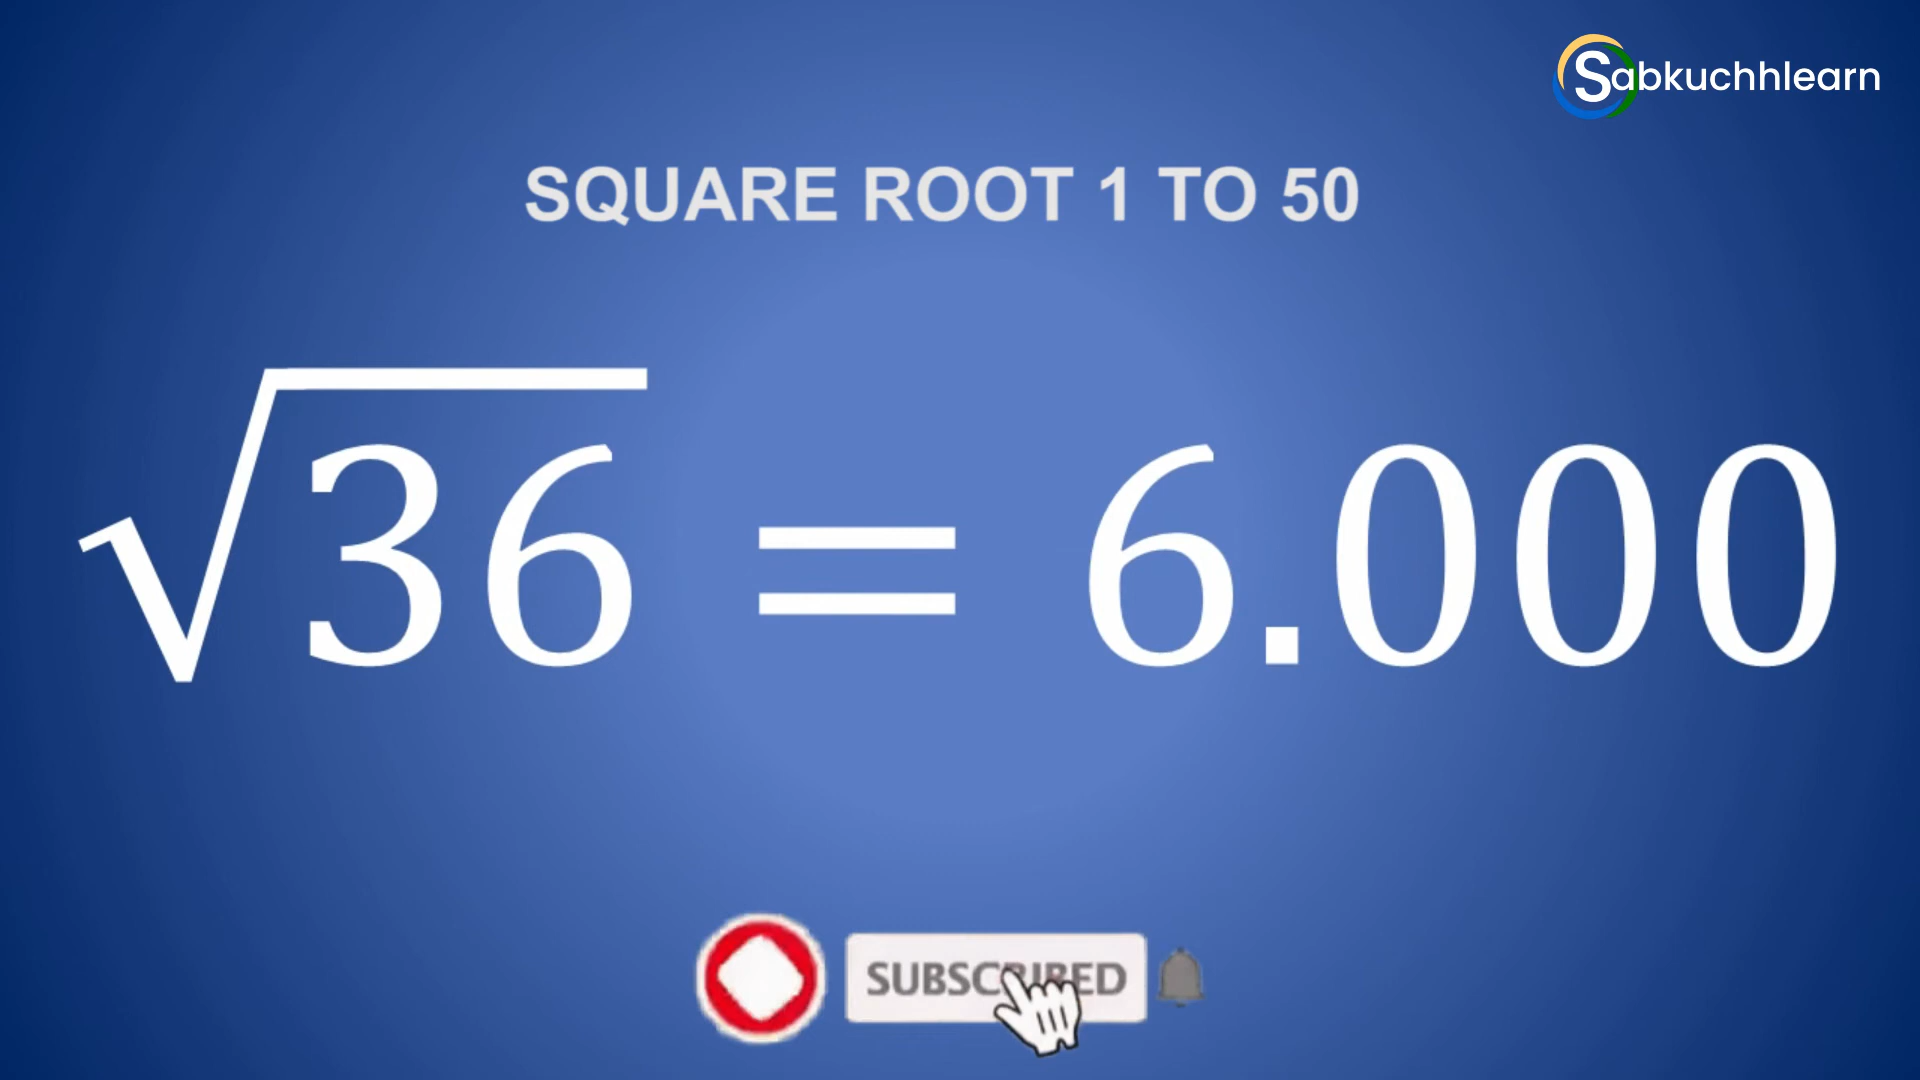 Sabkuchhlearn
SQUARE ROOT 1 TO 50
√36 = 6.000
SUBSCRIBED